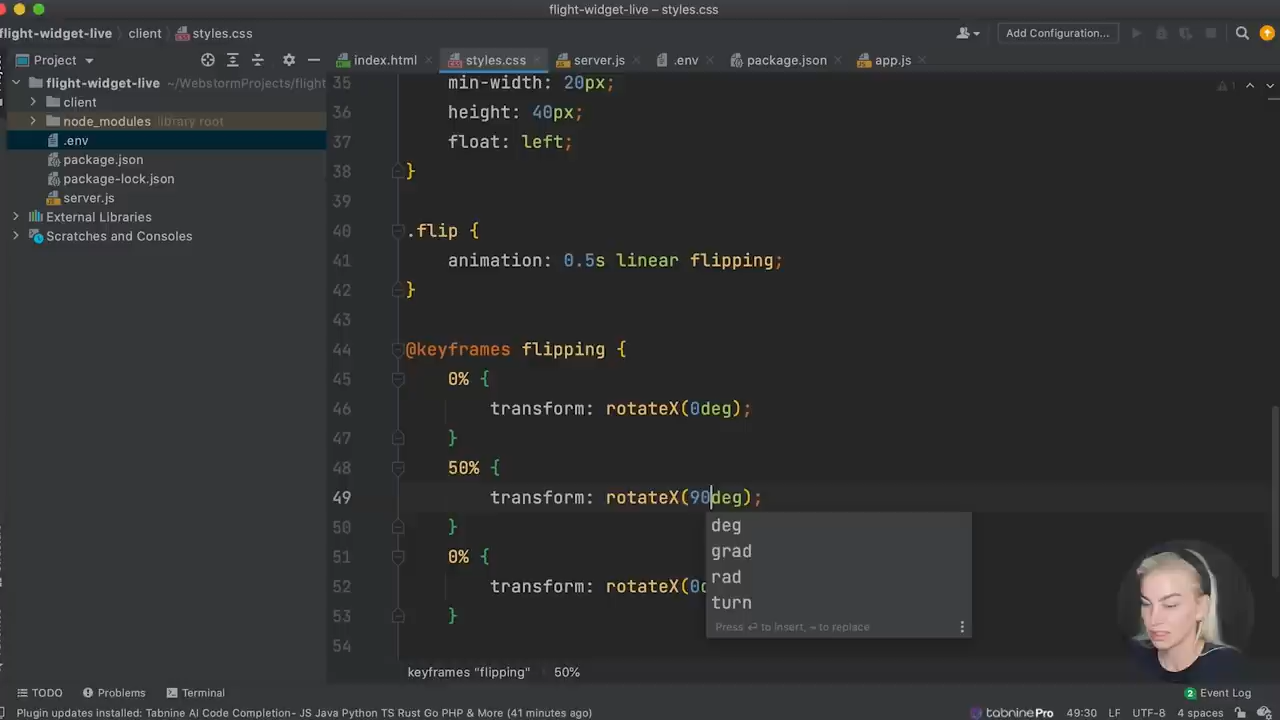 flight-widget-live – styles.css
flight-widget-live
client
styles.css
Add Configuration...
Project
index.html
styles.css
server.js
.env
package.json
app.js
flight-widget-live ~/WebstormProjects/flight
client
node_modules library root
.env
package.json
package-lock.json
server.js
External Libraries
Scratches and Consoles
35 min-width: 20px;
36 height: 40px;
37 float: left;
38 }
39
40 .flip {
41 animation: 0.5s linear flipping;
42 }
43
44 @keyframes flipping {
45 0% {
46 transform: rotateX(0deg);
47 }
48 50% {
49 transform: rotateX(90deg);
50 }
51 0% {
52 transform: rotateX(0d
53 }
54
deg
grad
rad
turn
Press ↵ to insert, → to replace
keyframes "flipping" 50%
TODO
Problems
Terminal
2 Event Log
Plugin updates installed: Tabnine AI Code Completion- JS Java Python TS Rust Go PHP & More (41 minutes ago)
tabnine Pro 49:30 LF UTF-8 4 spaces